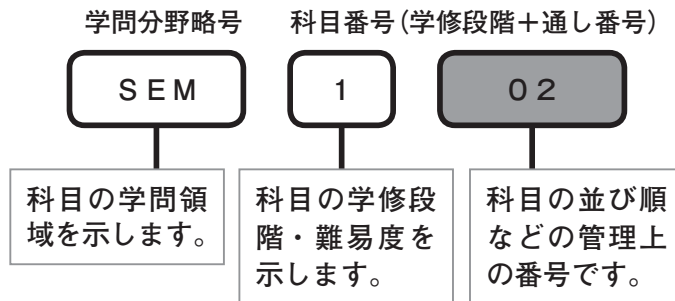 学問分野略号　科目番号（学修段階＋通し番号）
ＳＥＭ　１　０２
科目の学問領
域を示します。
科目の学修段
階・難易度を
示します。
科目の並び順
などの管理上
の番号です。